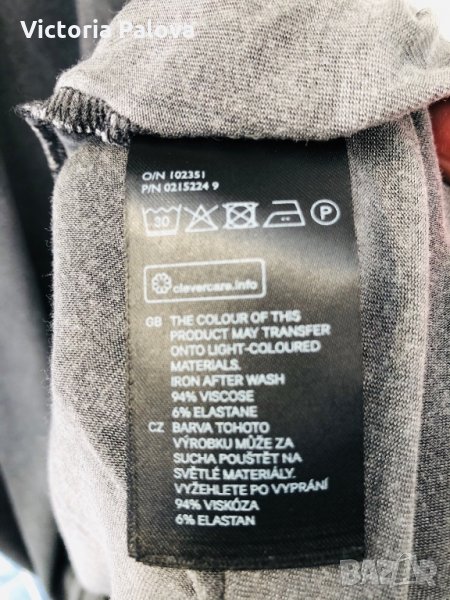 Victoria Palova
O/N 102351
P/N 0215224 9
30 P
clevercare.info
GB THE COLOUR OF THIS
PRODUCT MAY TRANSFER
ONTO LIGHT-COLOURED
MATERIALS.
IRON AFTER WASH
94% VISCOSE
6% ELASTANE
CZ BARVA TOHOTO
VÝROBKU MŮŽE ZA
SUCHA POUŠTĚT NA
SVĚTLÉ MATERIÁLY.
VYŽEHLETE PO VYPRÁNÍ
94% VISKÓZA
6% ELASTAN
BAZAR